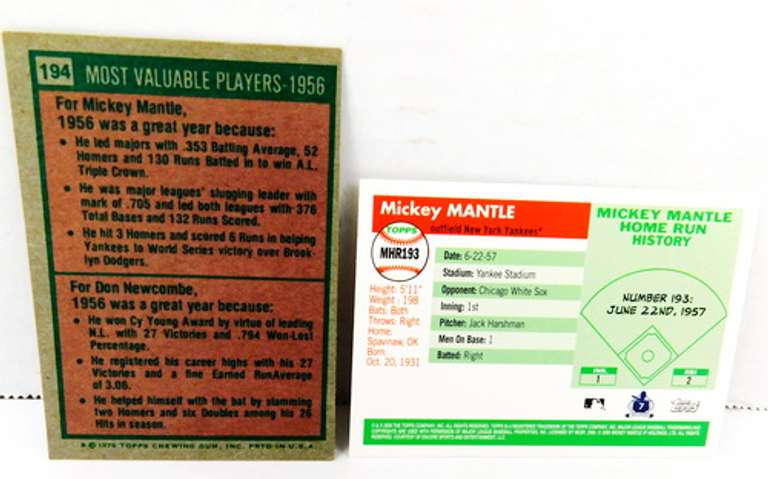 194
MOST VALUABLE PLAYERS-1956
For Mickey Mantle,
1956 was a great year because:
• He led majors with .353 Batting Average, 52
Homers and 130 Runs Batted in to win A.L.
Triple Crown.
• He was major leagues' slugging leader with
mark of .705 and led both leagues with 376
Total Bases and 132 Runs Scored.
• He hit 3 Homers and scored 6 Runs in helping
Yankees to World Series victory over Brook-
lyn Dodgers.
For Don Newcombe,
1956 was a great year because:
• He won Cy Young Award by virtue of leading
N.L. with 27 Victories and .794 Won-Lost
Percentage.
• He registered his career highs with his 27
Victories and a fine Earned RunAverage
of 3.06.
• He helped himself with the bat by slamming
two Homers and six Doubles among his 26
Hits in season.
© 1975 TOPPS CHEWING GUM, INC. PRTD IN U.S.A.
Mickey MANTLE
outfield New York Yankees®
TOPPS
MHR193
Height: 5'11"
Weight: 198
Bats: Both
Throws: Right
Home:
Spavinaw, OK
Born:
Oct. 20, 1931
Date: 6-22-57
Stadium: Yankee Stadium
Opponent: Chicago White Sox
Inning: 1st
Pitcher: Jack Harshman
Men On Base: 1
Batted: Right
MICKEY MANTLE
HOME RUN
HISTORY
NUMBER 193:
JUNE 22ND, 1957
1
2
7
Topps